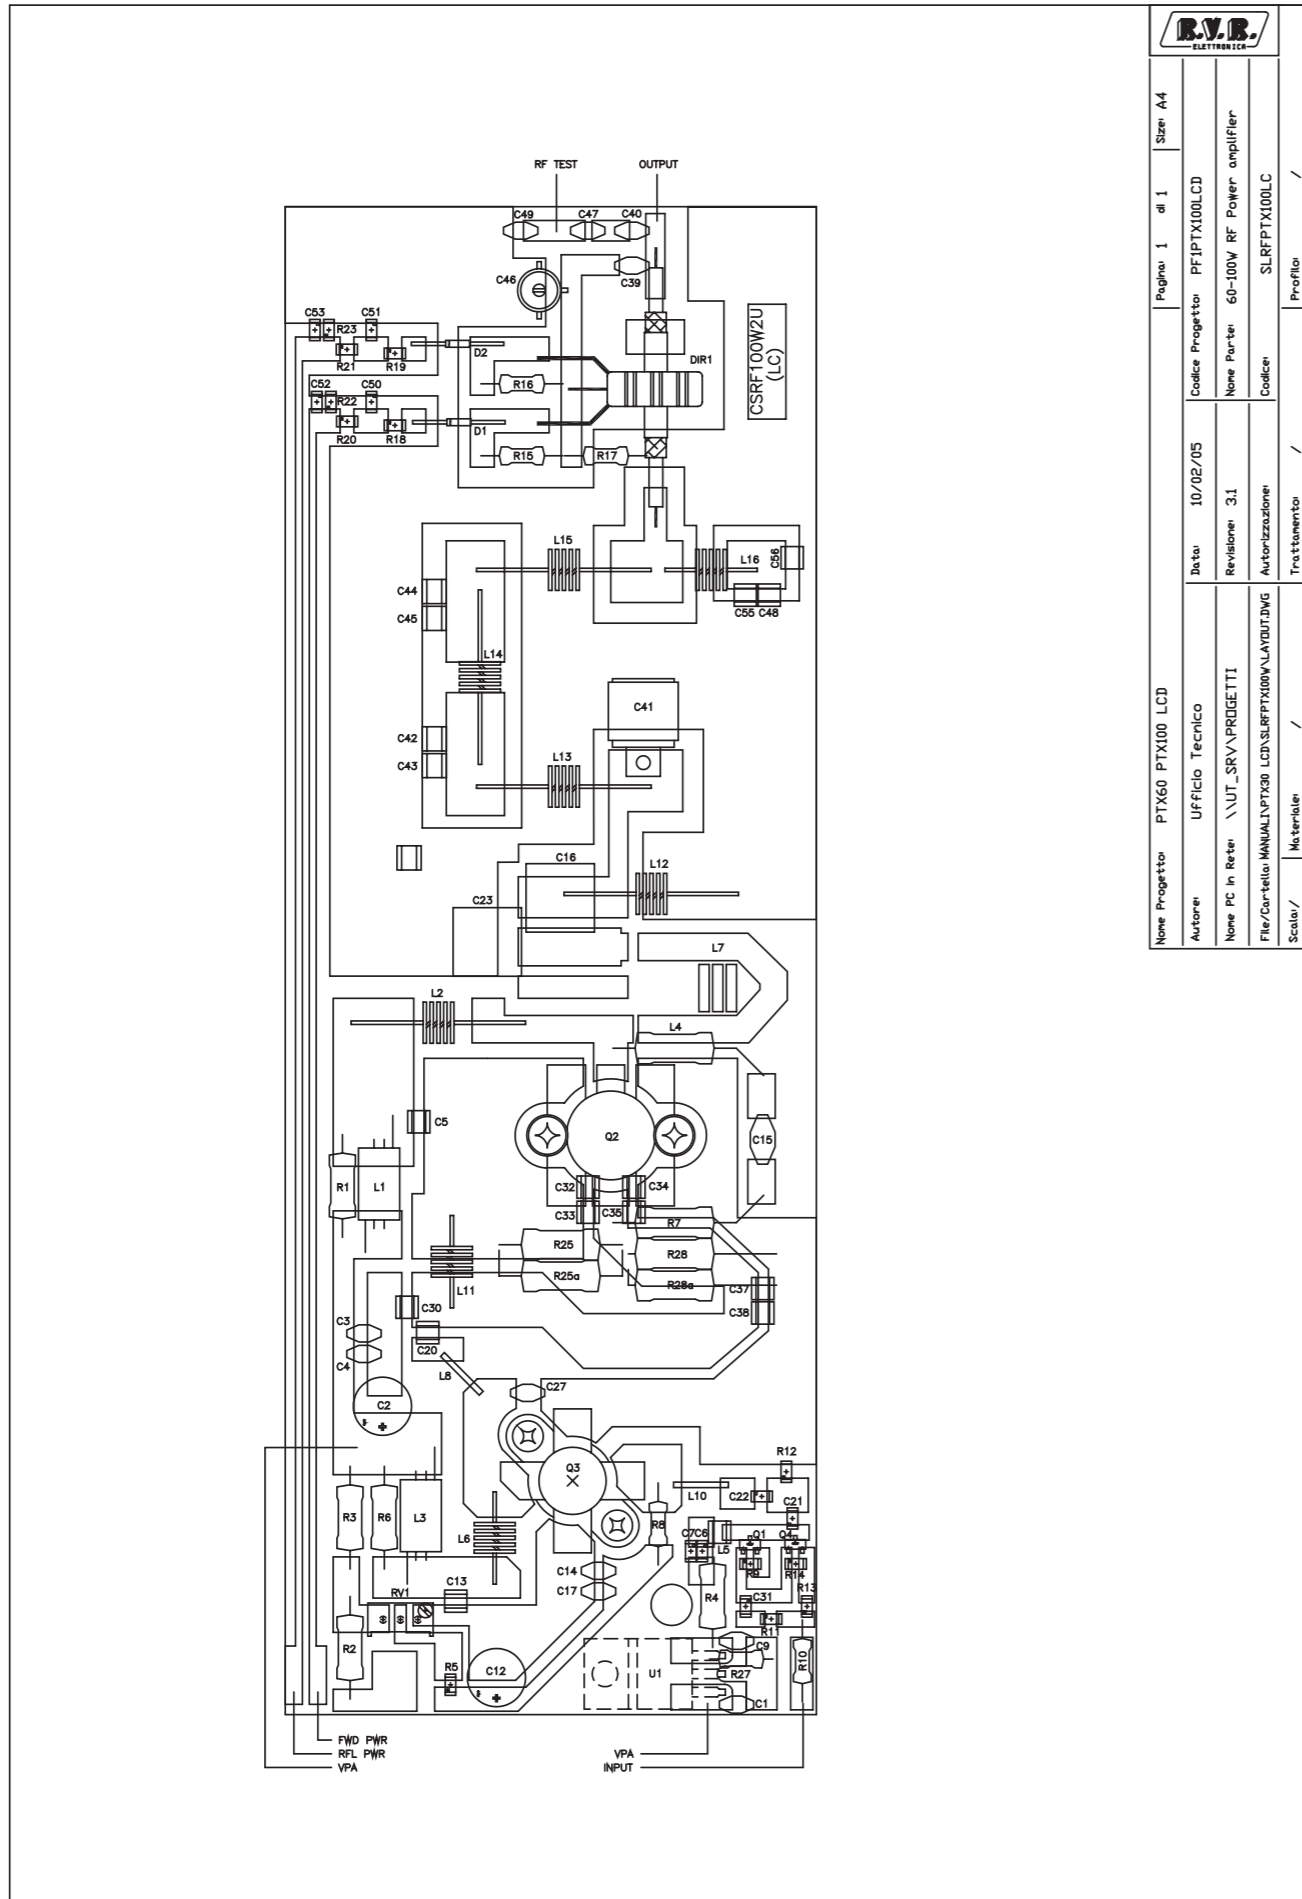 R.V.R.
ELETTRONICA
Nome Progetto: PTX60 PTX100 LCD
Pagina: 1 di 1
Size: A4
Autore: Ufficio Tecnico
Data: 10/02/05
Codice Progetto: PF1PTX100LCD
Nome PC in Rete: \\UT_SRV\PROGETTI
Revisione: 3.1
Nome Parte: 60-100W RF Power amplifier
File/Cartella: MANUALI\PTX30 LCD\SLRFPTX100W\LAYOUT.DWG
Autorizzazione:
Codice: SLRFPTX100LC
Scala: /
Materiale: /
Trattamento: /
Profilo: /
RF TEST
OUTPUT
C49
C47
C40
C46
C39
C53
R23
C51
D2
R21
R19
DIR1
CSRF100W2U
(LC)
R16
C52
R22
C50
D1
R20
R18
R15
R17
L15
L16
C56
C44
C45
C55
C48
L14
C41
C42
C43
L13
C16
L12
C23
L7
L2
L4
C5
Q2
C15
R1
L1
C32
C34
C33
C35
R7
R25
R28
R25a
R28a
L11
C37
C38
C30
C3
C20
C4
L8
C27
C2
R12
Q3
L10
C22
C21
R3
R6
L3
L6
R8
C7
C6
L5
Q1
Q4
R9
R14
C14
C17
C13
RV1
R4
C31
R13
R11
R2
C9
R5
C12
U1
R27
R10
C1
FWD PWR
RFL PWR
VPA
VPA
INPUT